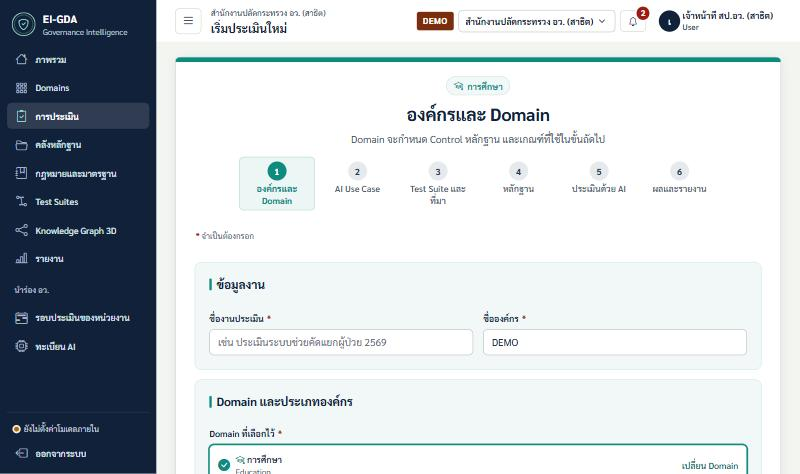 EI-GDA
Governance Intelligence
ภาพรวม
Domains
การประเมิน
คลังหลักฐาน
กฎหมายและมาตรฐาน
Test Suites
Knowledge Graph 3D
รายงาน
นำร่อง อว.
รอบประเมินของหน่วยงาน
ทะเบียน AI
ยังไม่ตั้งค่าโมเดลภายใน
ออกจากระบบ
สำนักงานปลัดกระทรวง อว. (สาธิต)
เริ่มประเมินใหม่
DEMO
สำนักงานปลัดกระทรวง อว. (สาธิต)
2
เ
เจ้าหน้าที่ สป.อว. (สาธิต)
User
การศึกษา
องค์กรและ Domain
Domain จะกำหนด Control หลักฐาน และเกณฑ์ที่ใช้ในขั้นถัดไป
1
องค์กรและ
Domain
2
AI Use Case
3
Test Suite และ
ที่มา
4
หลักฐาน
5
ประเมินด้วย AI
6
ผลและรายงาน
* จำเป็นต้องกรอก
ข้อมูลงาน
ชื่องานประเมิน *
เช่น ประเมินระบบช่วยคัดแยกผู้ป่วย 2569
ชื่อองค์กร *
DEMO
Domain และประเภทองค์กร
Domain ที่เลือกไว้ *
การศึกษา
Education
เปลี่ยน Domain